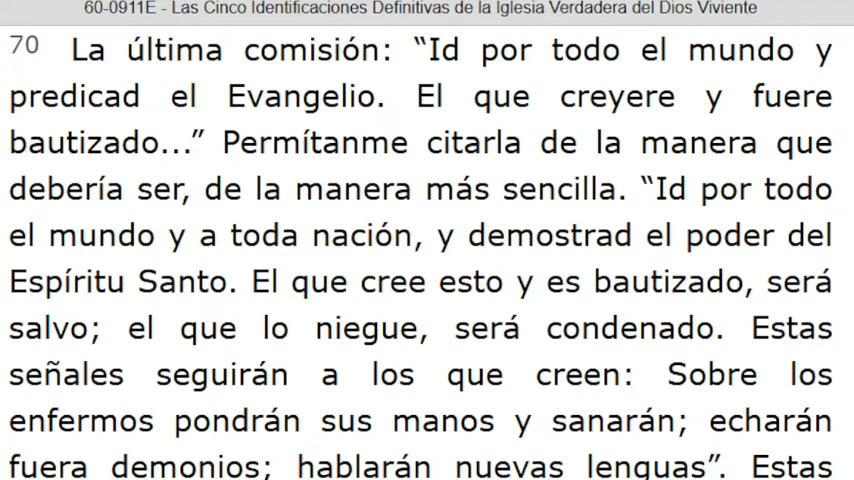 60-0911E - Las Cinco Identificaciones Definitivas de la Iglesia Verdadera del Dios Viviente
70 La última comisión: “Id por todo el mundo y
predicad el Evangelio. El que creyere y fuere
bautizado...” Permítanme citarla de la manera que
debería ser, de la manera más sencilla. “Id por todo
el mundo y a toda nación, y demostrad el poder del
Espíritu Santo. El que cree esto y es bautizado, será
salvo; el que lo niegue, será condenado. Estas
señales seguirán a los que creen: Sobre los
enfermos pondrán sus manos y sanarán; echarán
fuera demonios; hablarán nuevas lenguas”. Estas